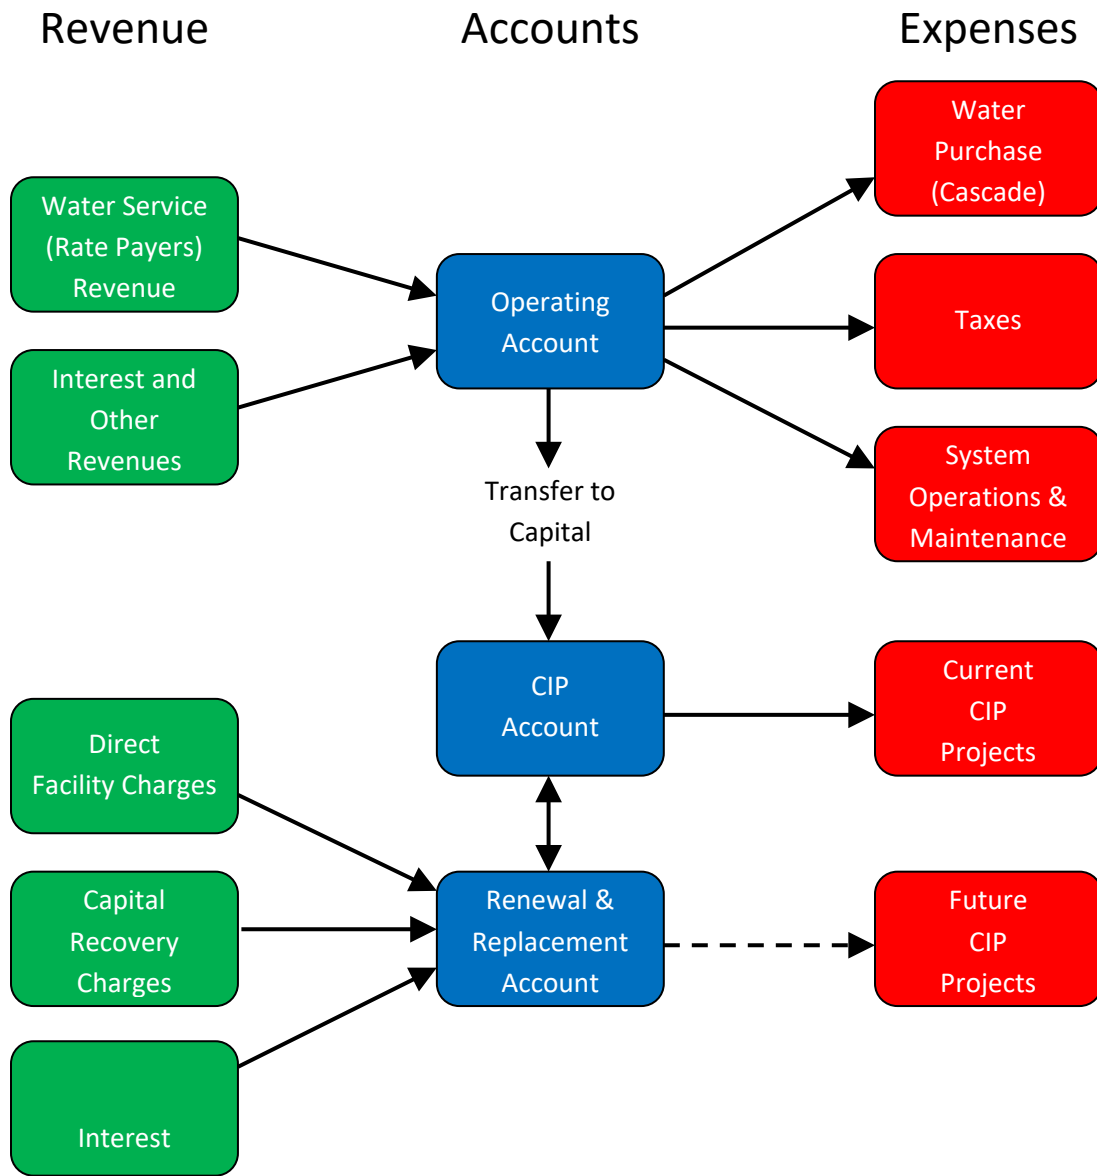 Revenue
Accounts
Expenses
Water Service
(Rate Payers)
Revenue
Interest and
Other
Revenues
Direct
Facility Charges
Capital
Recovery
Charges
Interest
Operating
Account
Transfer to
Capital
CIP
Account
Renewal &
Replacement
Account
Water
Purchase
(Cascade)
Taxes
System
Operations &
Maintenance
Current
CIP
Projects
Future
CIP
Projects